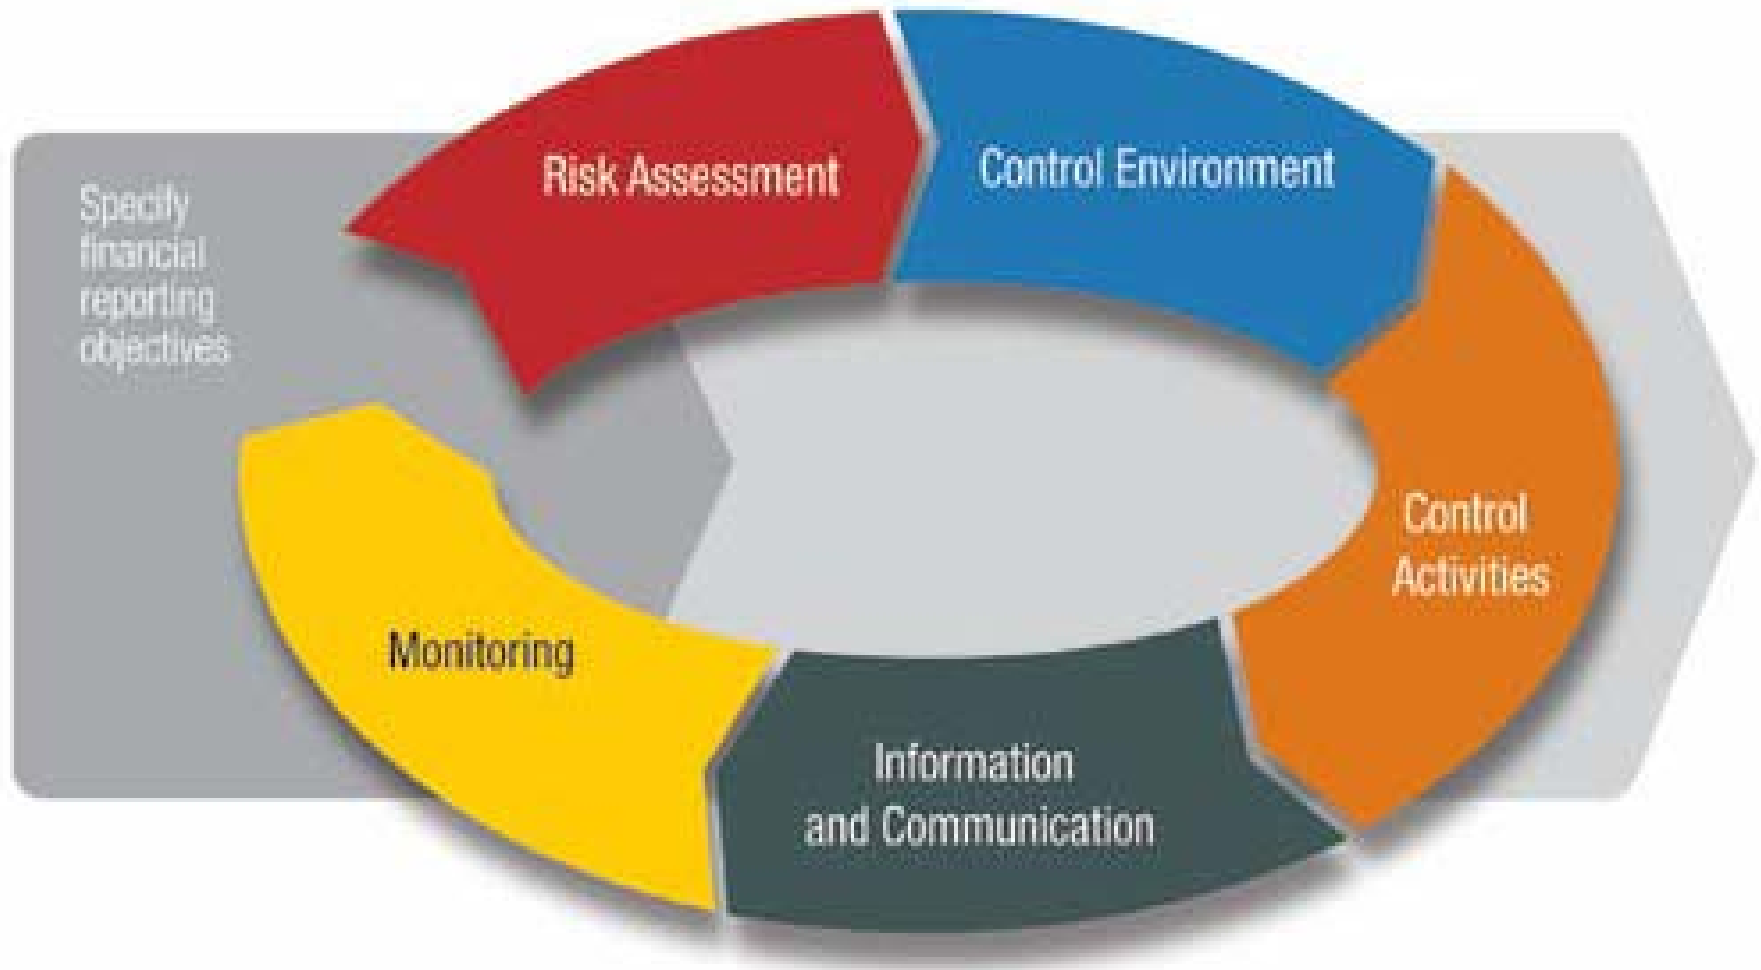 Specify
financial
reporting
objectives
Risk Assessment
Control Environment
Control
Activities
Information
and Communication
Monitoring